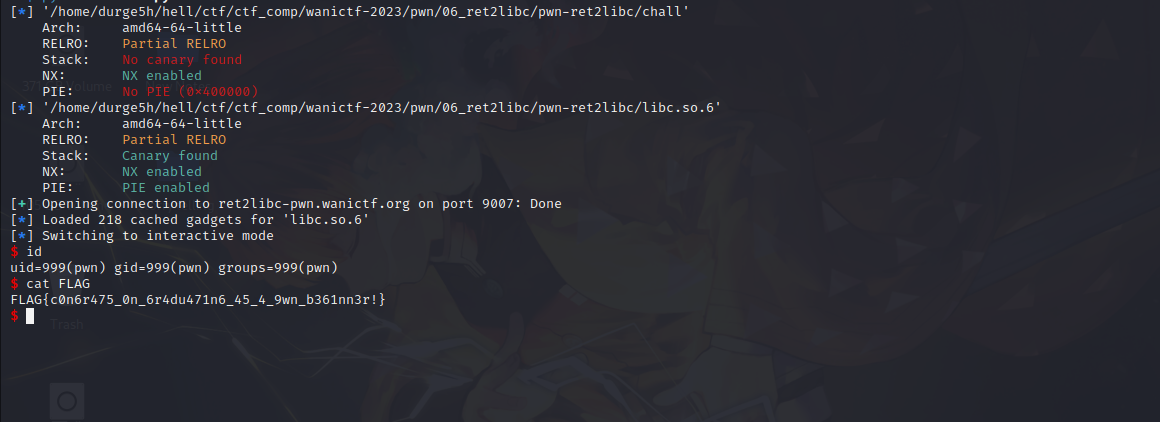 [*] '/home/durge5h/hell/ctf/ctf_comp/wanictf-2023/pwn/06_ret2libc/pwn-ret2libc/chall'
    Arch:     amd64-64-little
    RELRO:    Partial RELRO
    Stack:    No canary found
    NX:       NX enabled
    PIE:      No PIE (0×400000)
[*] '/home/durge5h/hell/ctf/ctf_comp/wanictf-2023/pwn/06_ret2libc/pwn-ret2libc/libc.so.6'
    Arch:     amd64-64-little
    RELRO:    Partial RELRO
    Stack:    Canary found
    NX:       NX enabled
    PIE:      PIE enabled
[+] Opening connection to ret2libc-pwn.wanictf.org on port 9007: Done
[*] Loaded 218 cached gadgets for 'libc.so.6'
[*] Switching to interactive mode
$ id
uid=999(pwn) gid=999(pwn) groups=999(pwn)
$ cat FLAG
FLAG{c0n6r475_0n_6r4du471n6_45_4_9wn_b361nn3r!}
$
Trash